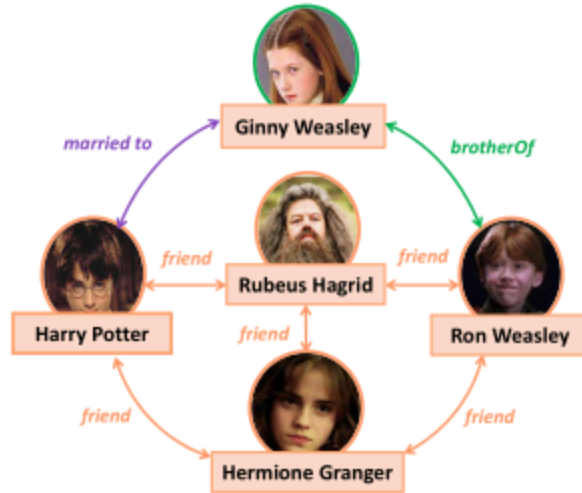 Ginny Weasley
married to
brotherOf
friend
friend
Rubeus Hagrid
Harry Potter
friend
Ron Weasley
friend
friend
Hermione Granger